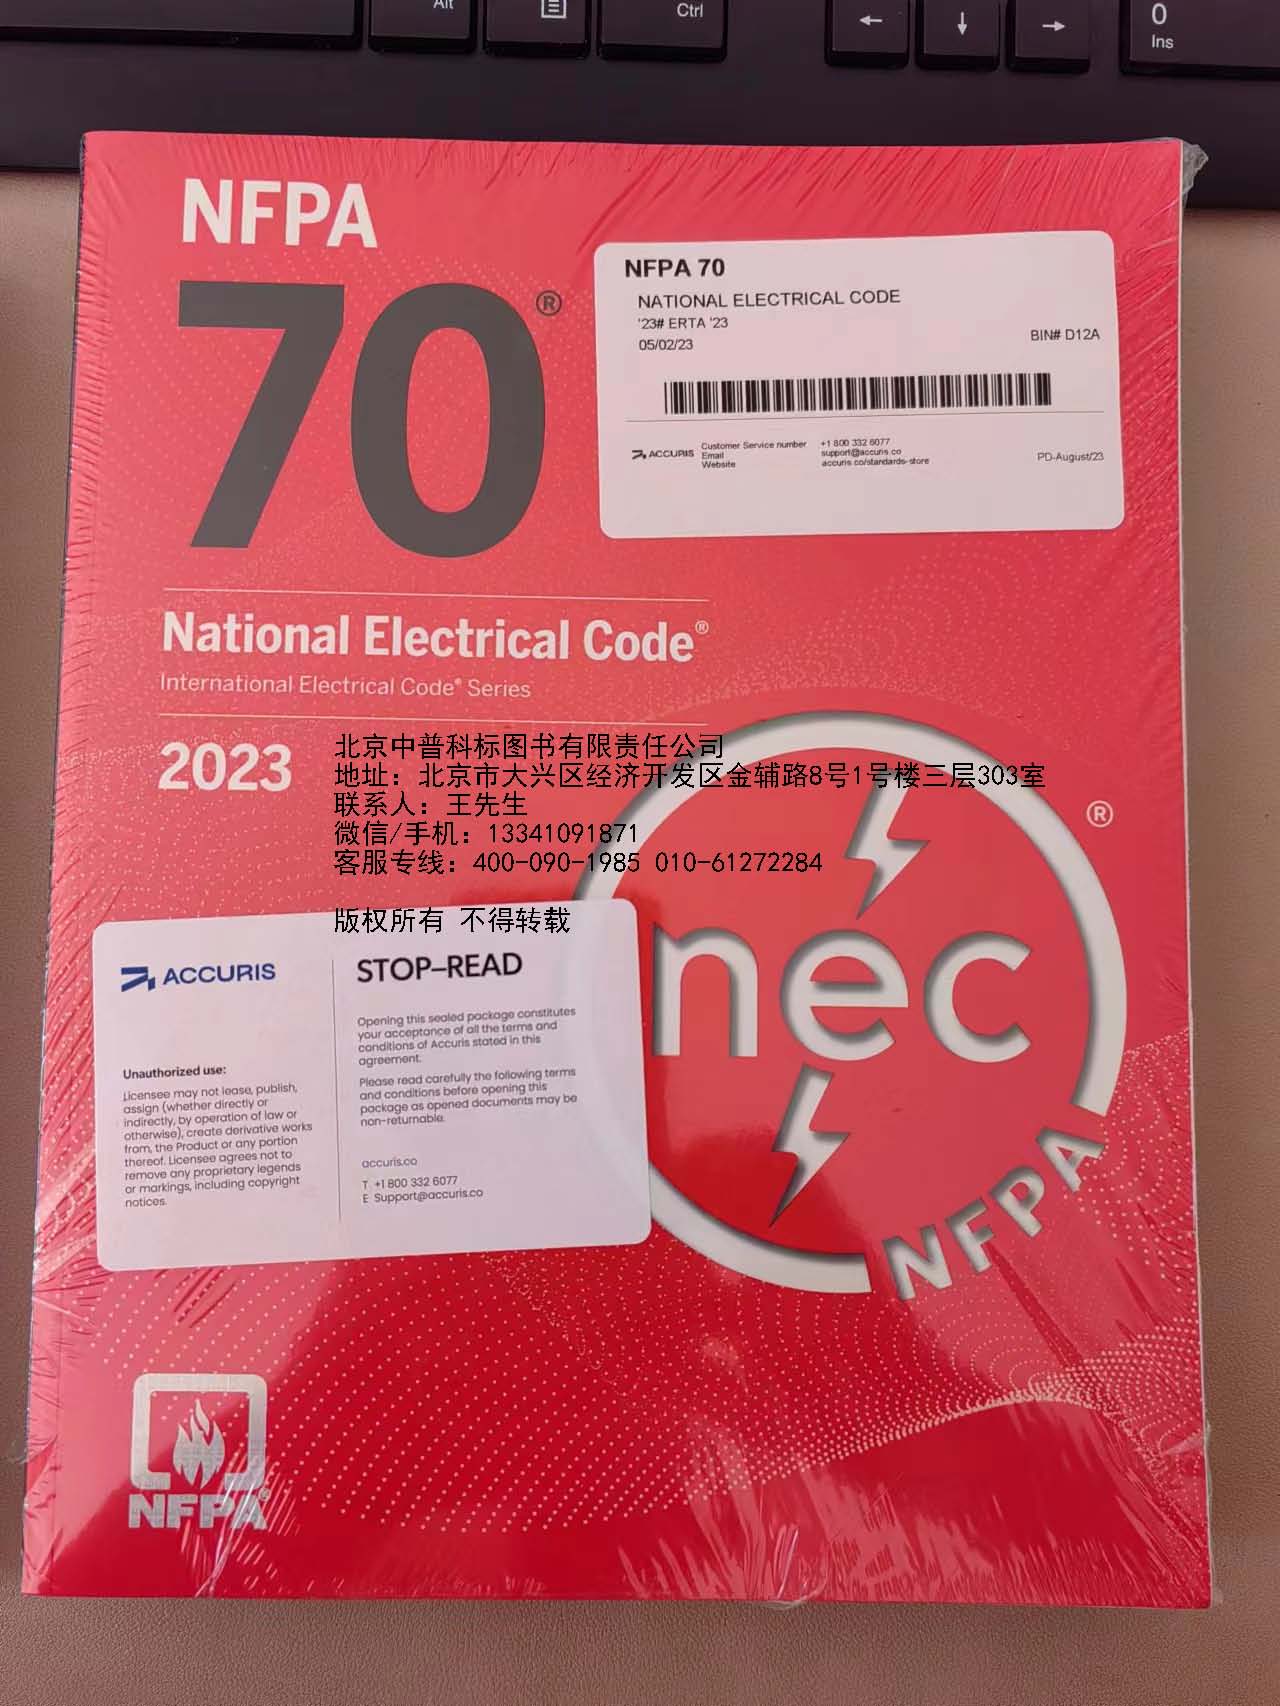 Alt
Ctrl
←
↓
→
0
Ins
NFPA
70®
NFPA 70
NATIONAL ELECTRICAL CODE
'23# ERTA '23
05/02/23
BIN# D12A
ACCURIS
Customer Service number +1 800 332 6077
Email support@accuris.co
Website accuris.co/standards-store
PD-August/23
National Electrical Code®
International Electrical Code® Series
2023
北京中普科标图书有限责任公司
地址：北京市大兴区经济开发区金辅路8号1号楼三层303室
联系人：王先生
微信/手机：13341091871
客服专线：400-090-1985 010-61272284
版权所有 不得转载
®
nec
NFPA
ACCURIS
Unauthorized use:
Licensee may not lease, publish,
assign (whether directly or
indirectly, by operation of law or
otherwise), create derivative works
from, the Product or any portion
thereof. Licensee agrees not to
remove any proprietary legends
or markings, including copyright
notices.
STOP–READ
Opening this sealed package constitutes
your acceptance of all the terms and
conditions of Accuris stated in this
agreement.
Please read carefully the following terms
and conditions before opening this
package as opened documents may be
non-returnable.
accuris.co
T +1 800 332 6077
E Support@accuris.co
NFPA®